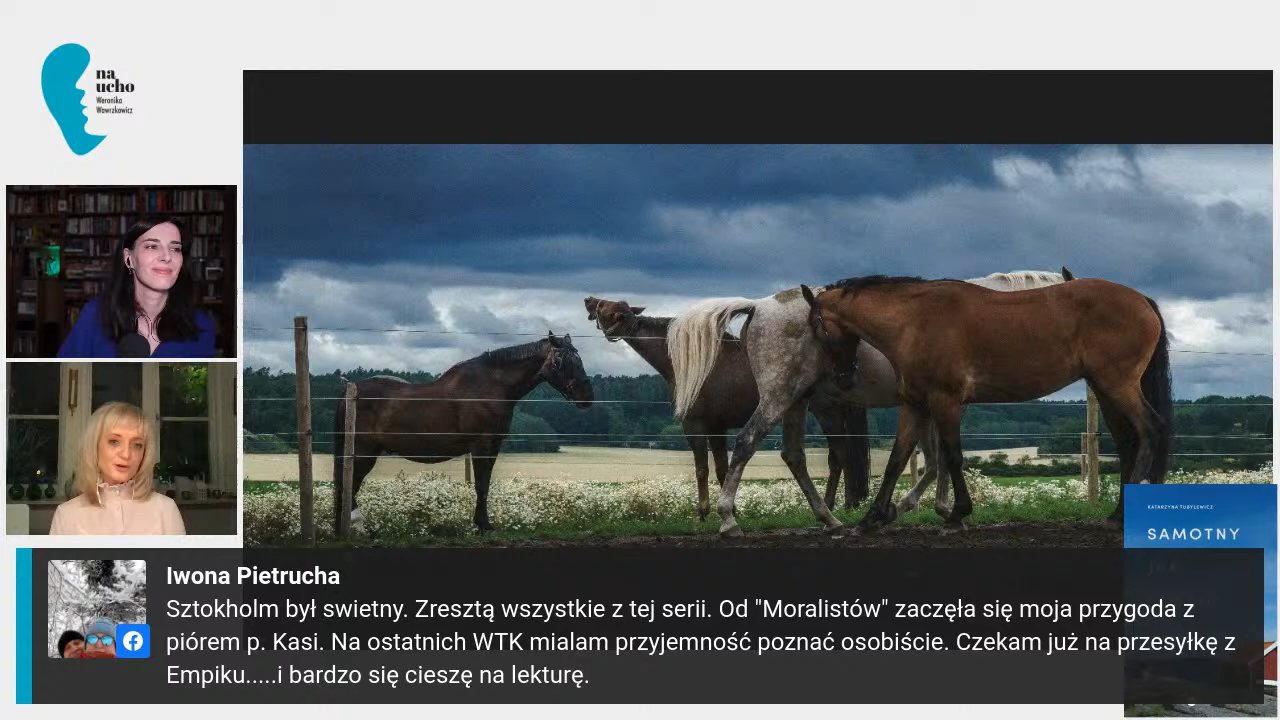 na
ucho
Weronika
Wawrzkowicz
KATARZYNA TUBYLEWICZ
SAMOTNY
Iwona Pietrucha
Sztokholm był swietny. Zresztą wszystkie z tej serii. Od "Moralistów" zaczęła się moja przygoda z
piórem p. Kasi. Na ostatnich WTK mialam przyjemność poznać osobiście. Czekam już na przesyłkę z
Empiku.....i bardzo się cieszę na lekturę.